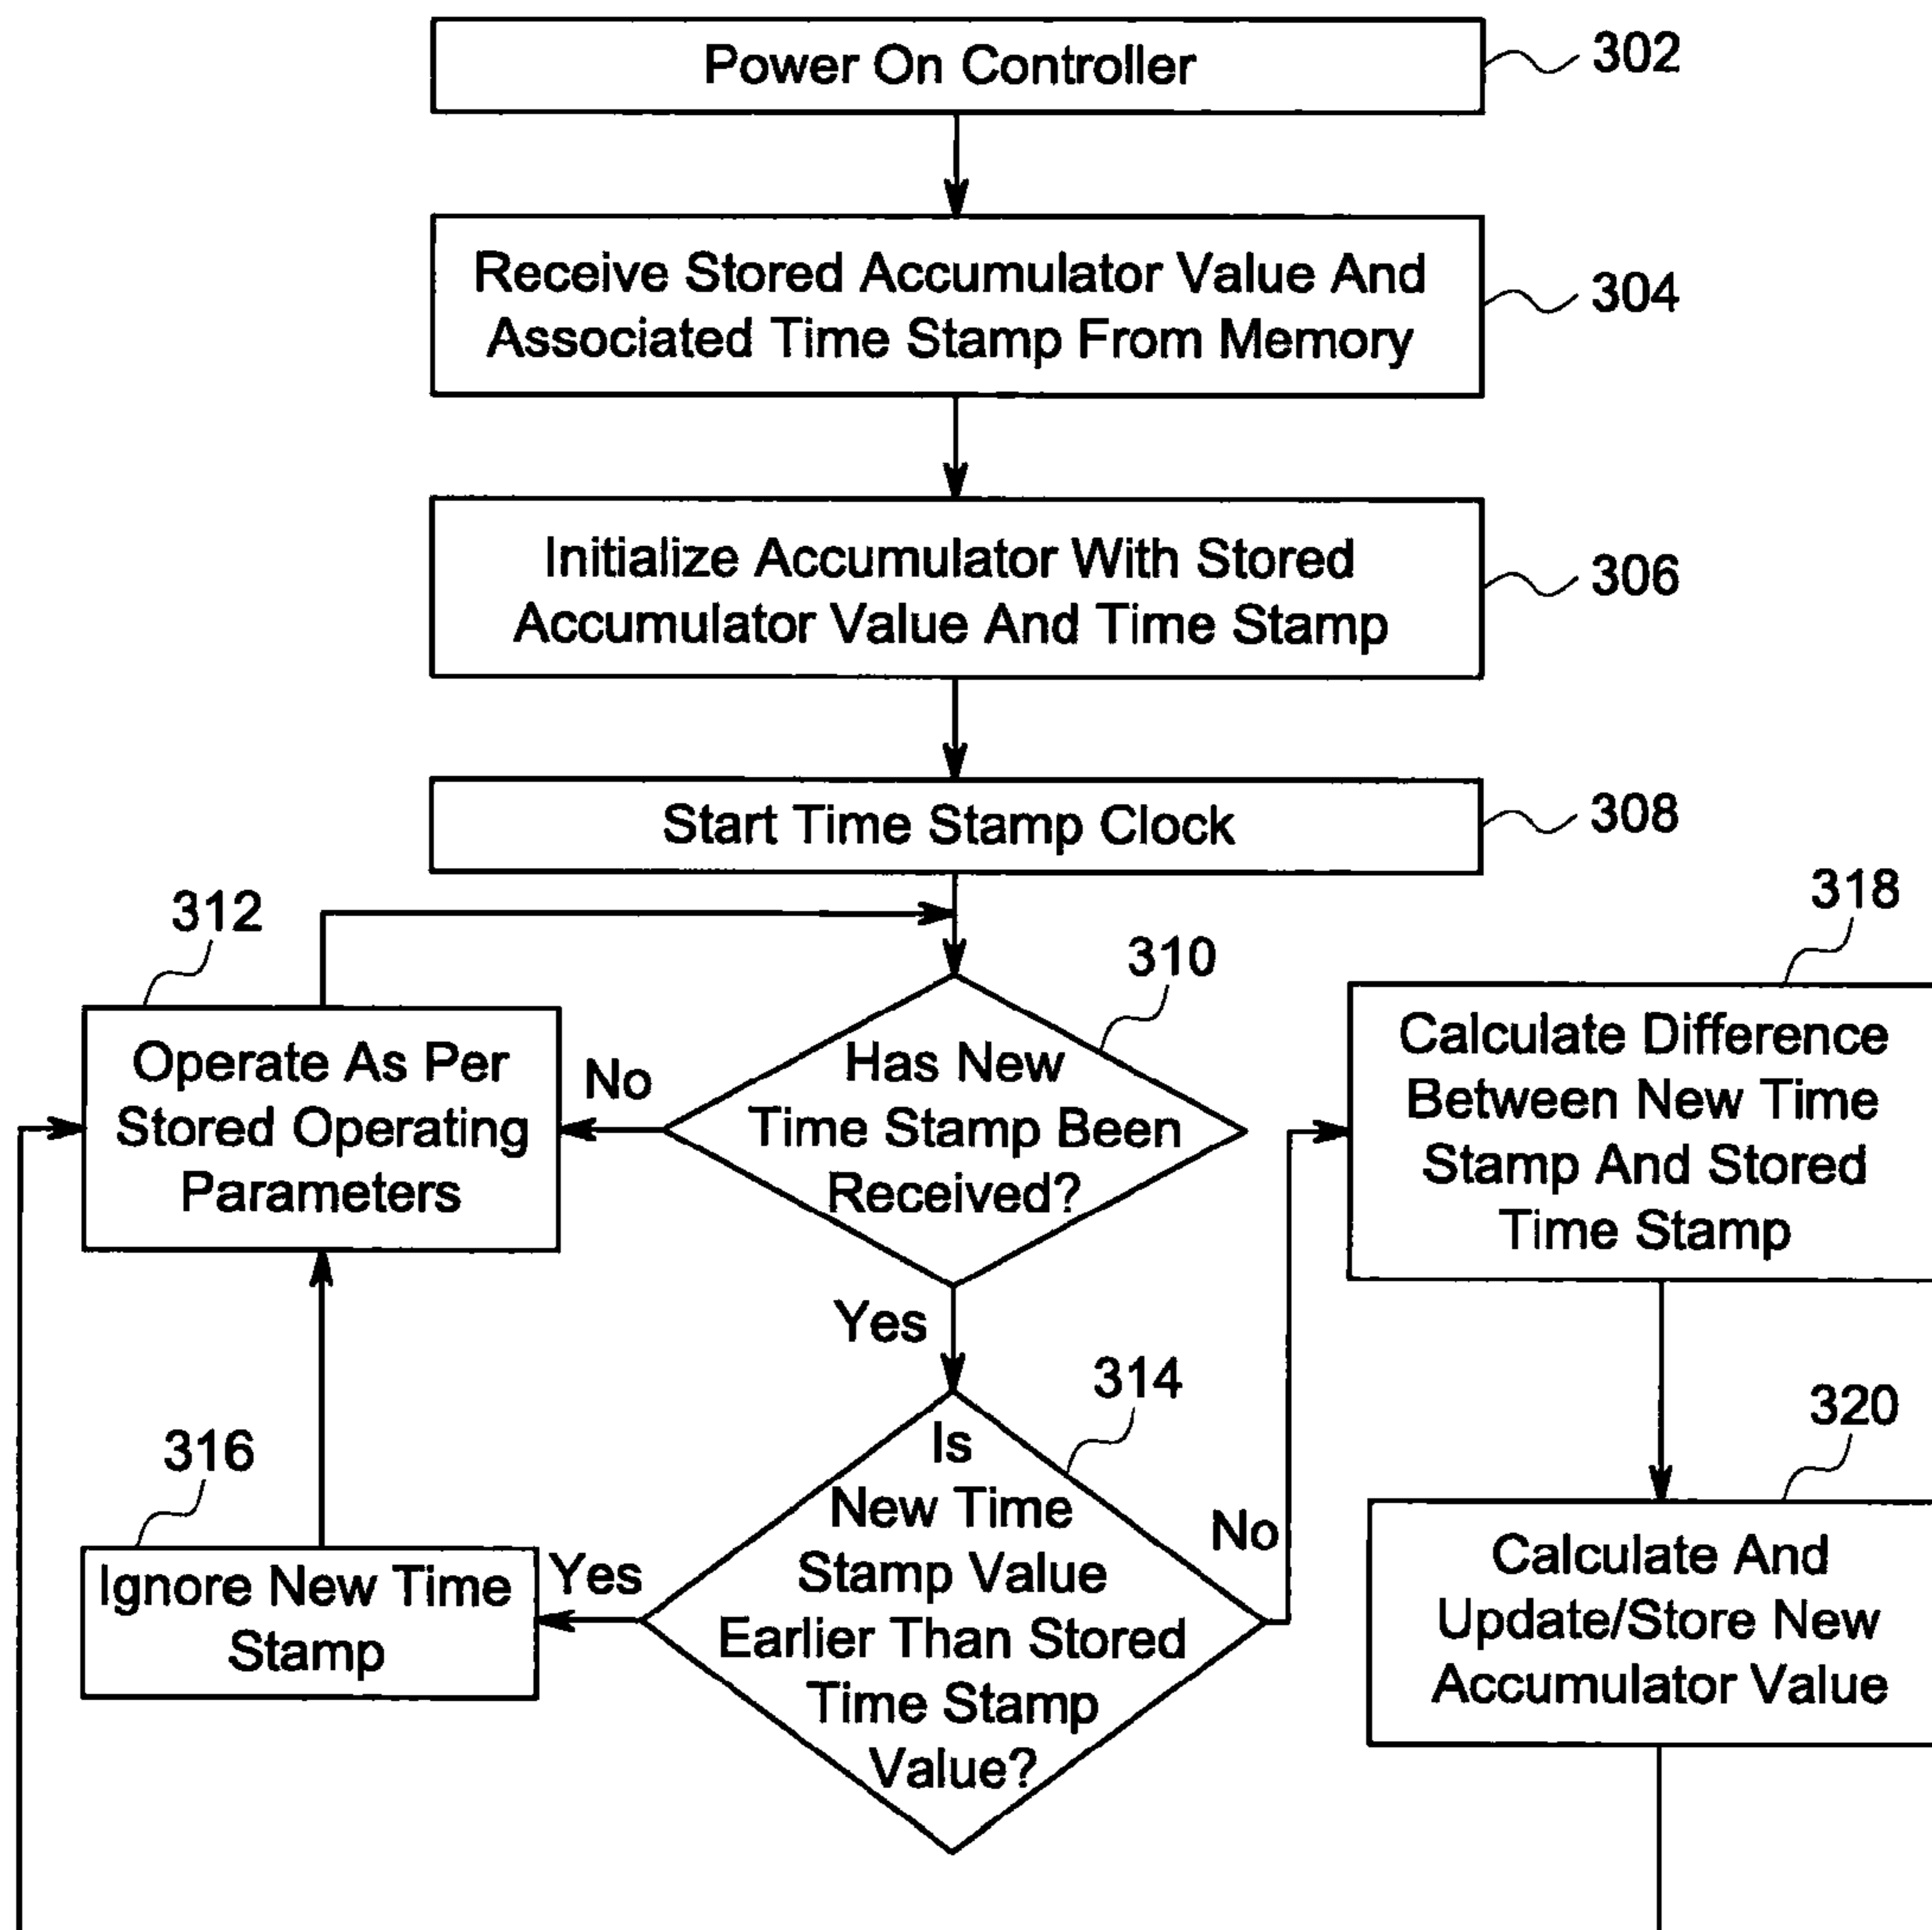 Power On Controller
302
Receive Stored Accumulator Value And
Associated Time Stamp From Memory
304
Initialize Accumulator With Stored
Accumulator Value And Time Stamp
306
Start Time Stamp Clock
308
312
Operate As Per
Stored Operating
Parameters
No
310
Has New
Time Stamp Been
Received?
Yes
318
Calculate Difference
Between New Time
Stamp And Stored
Time Stamp
314
Is
New Time
Stamp Value
Earlier Than Stored
Time Stamp
Value?
Yes
No
316
Ignore New Time
Stamp
320
Calculate And
Update/Store New
Accumulator Value